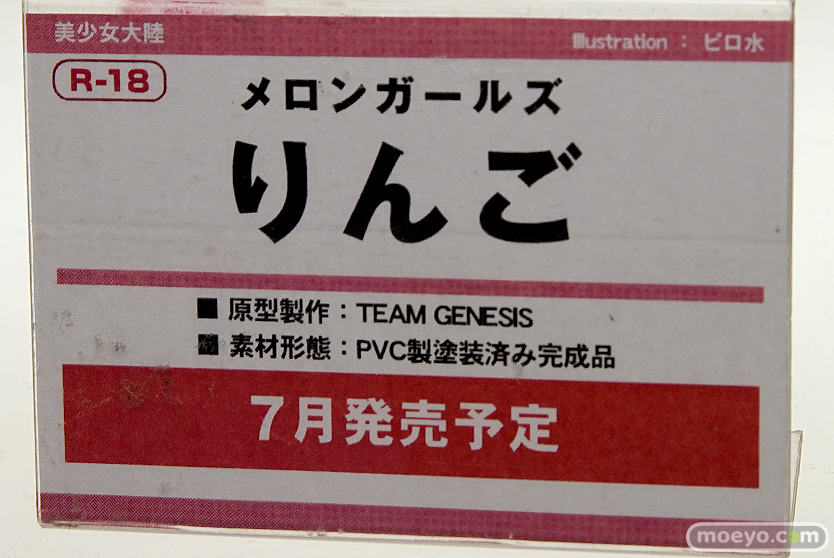 美少女大陸
Illustration : ピロ水
R-18
メロンガールズ
りんご
■ 原型製作：TEAM GENESIS
■ 素材形態：PVC製塗装済み完成品
7月発売予定
moeyo.com